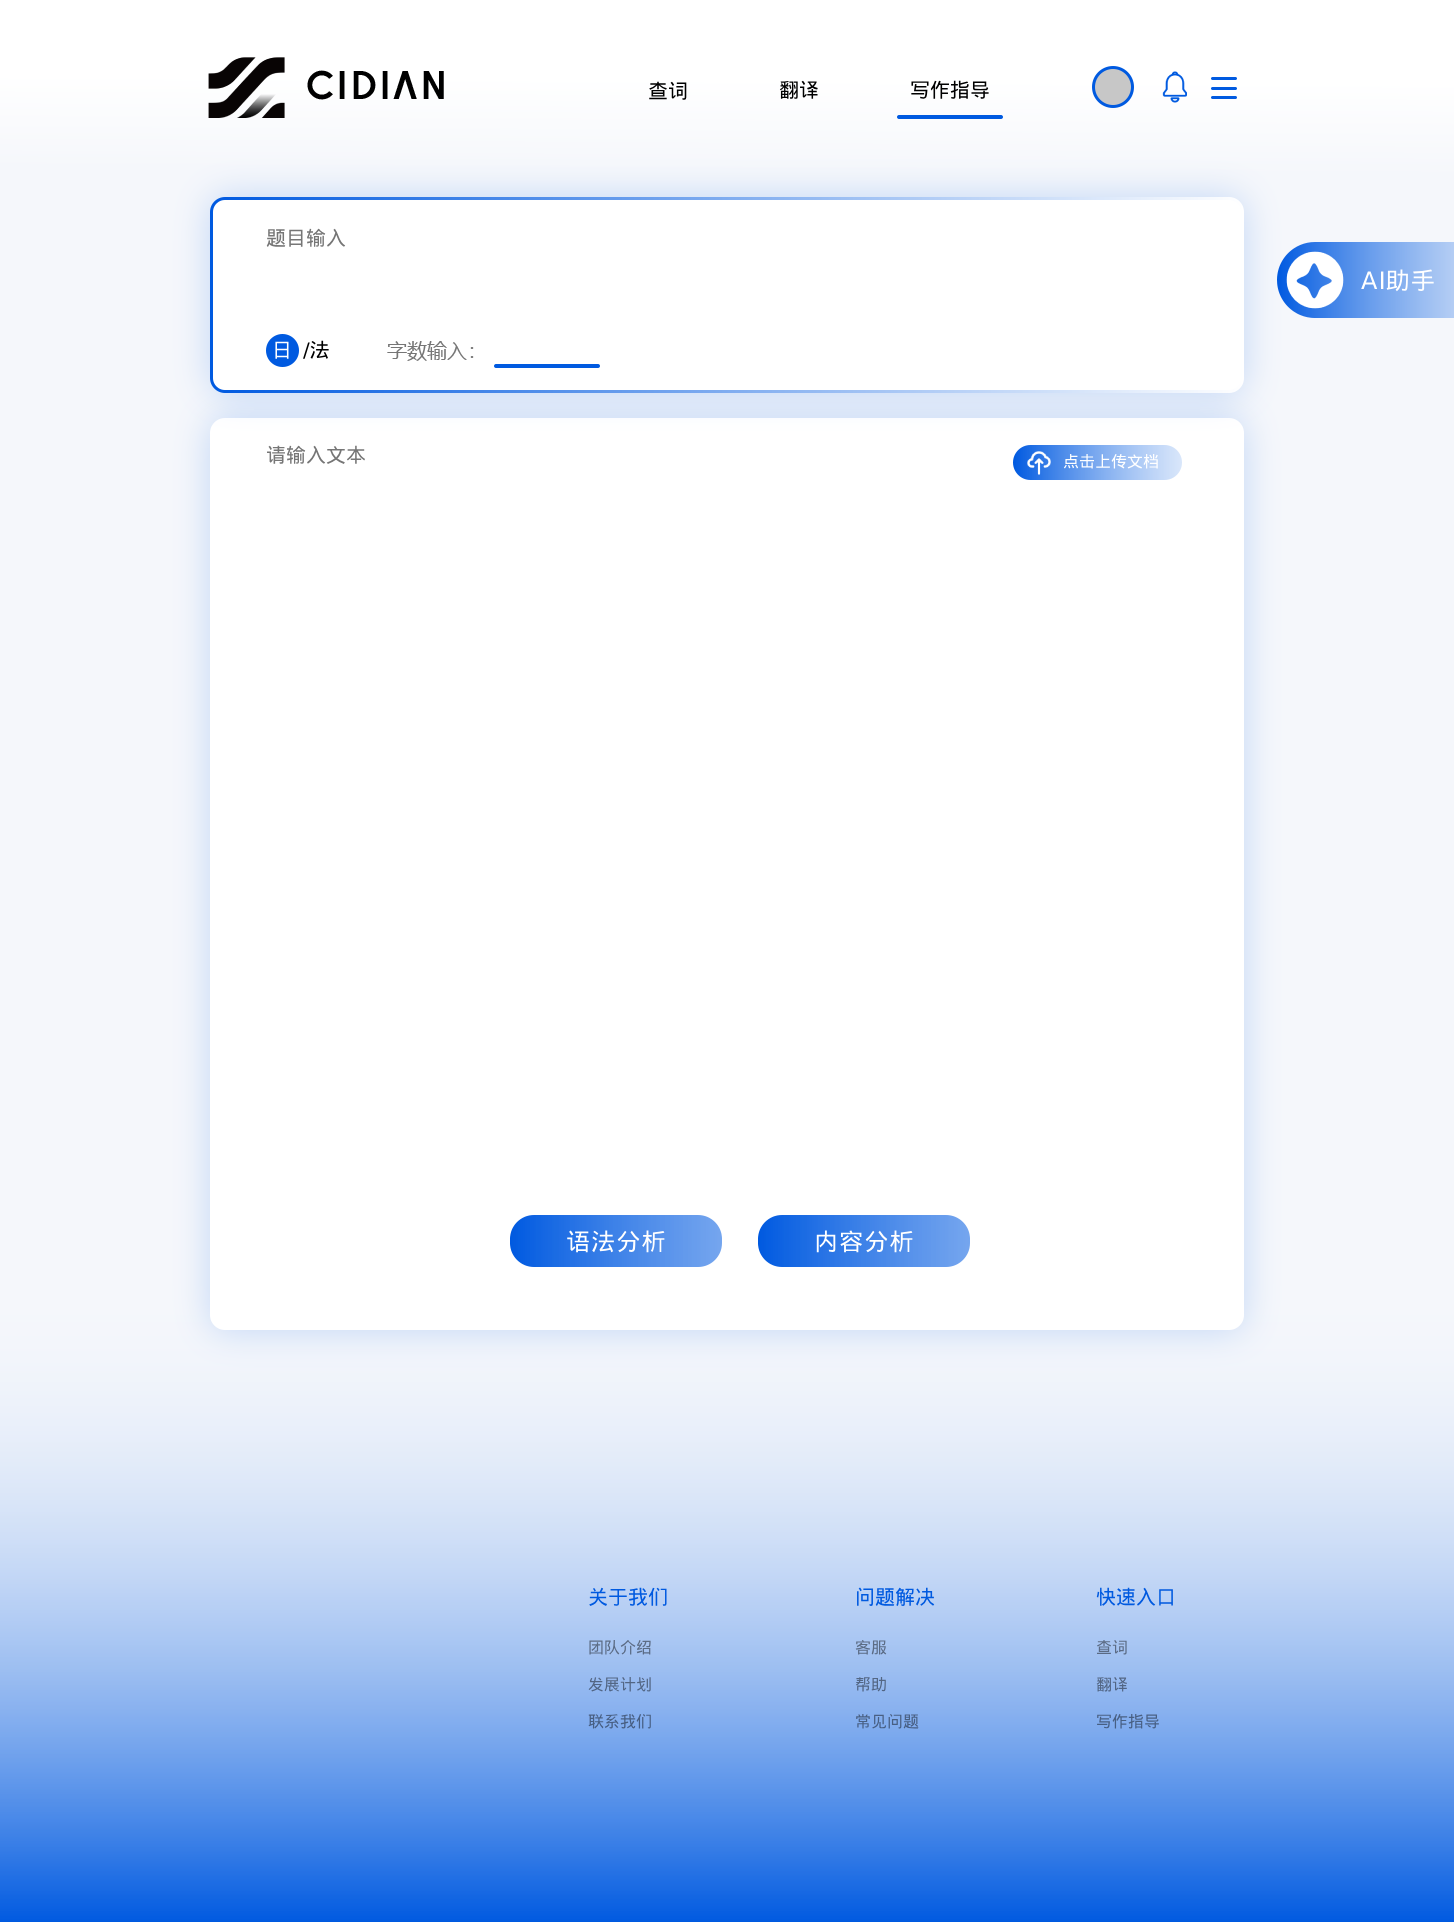 CIDIAN
查词
翻译
写作指导
题目输入
日/法
字数输入：
AI助手
请输入文本
点击上传文档
语法分析
内容分析
关于我们
团队介绍
发展计划
联系我们
问题解决
客服
帮助
常见问题
快速入口
查词
翻译
写作指导